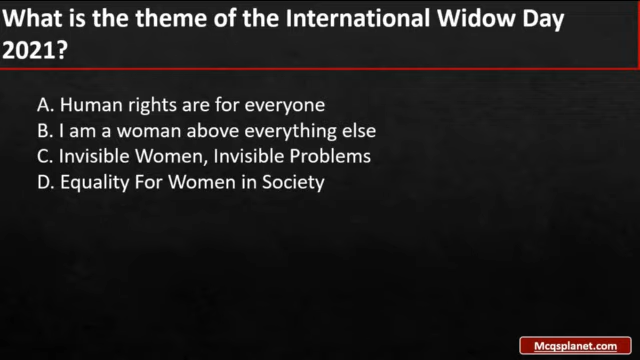 What is the theme of the International Widow Day
2021?
A. Human rights are for everyone
B. I am a woman above everything else
C. Invisible Women, Invisible Problems
D. Equality For Women in Society
Mcqsplanet.com